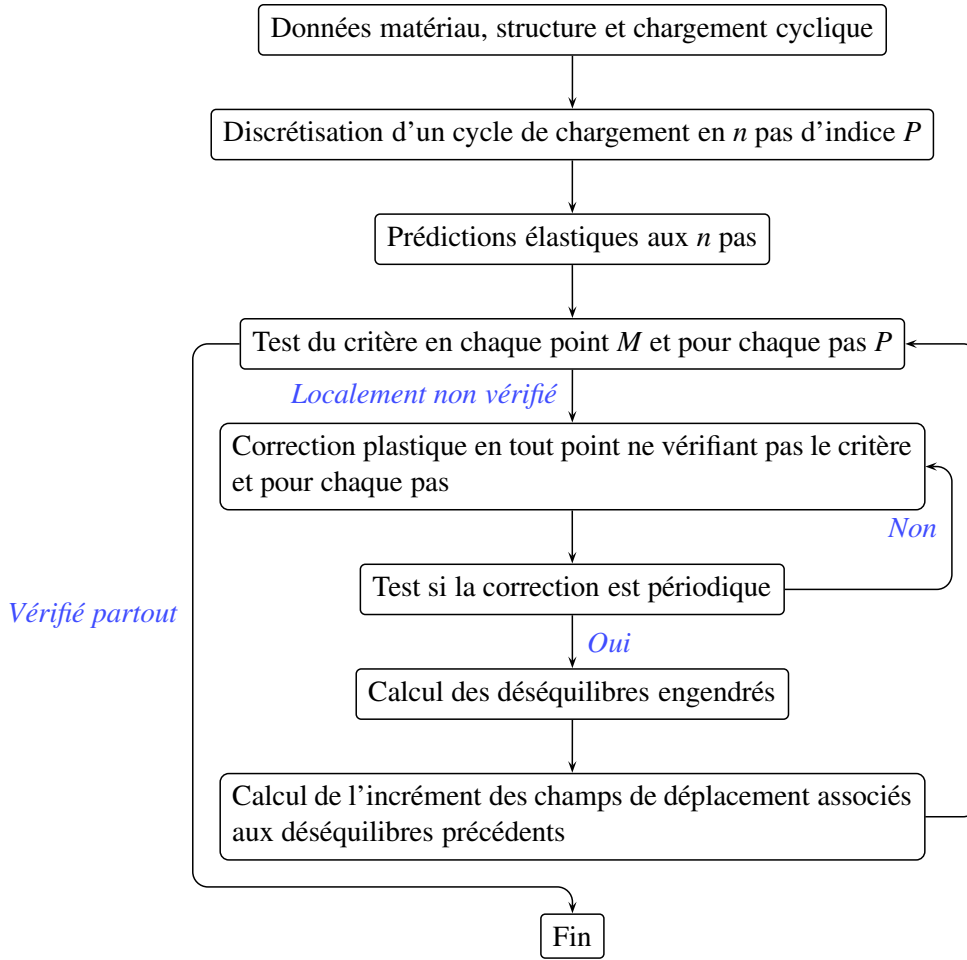 Données matériau, structure et chargement cyclique
Discrétisation d'un cycle de chargement en n pas d'indice P
Prédictions élastiques aux n pas
Test du critère en chaque point M et pour chaque pas P
Localement non vérifié
Correction plastique en tout point ne vérifiant pas le critère
et pour chaque pas
Non
Test si la correction est périodique
Vérifié partout
Oui
Calcul des déséquilibres engendrés
Calcul de l'incrément des champs de déplacement associés
aux déséquilibres précédents
Fin